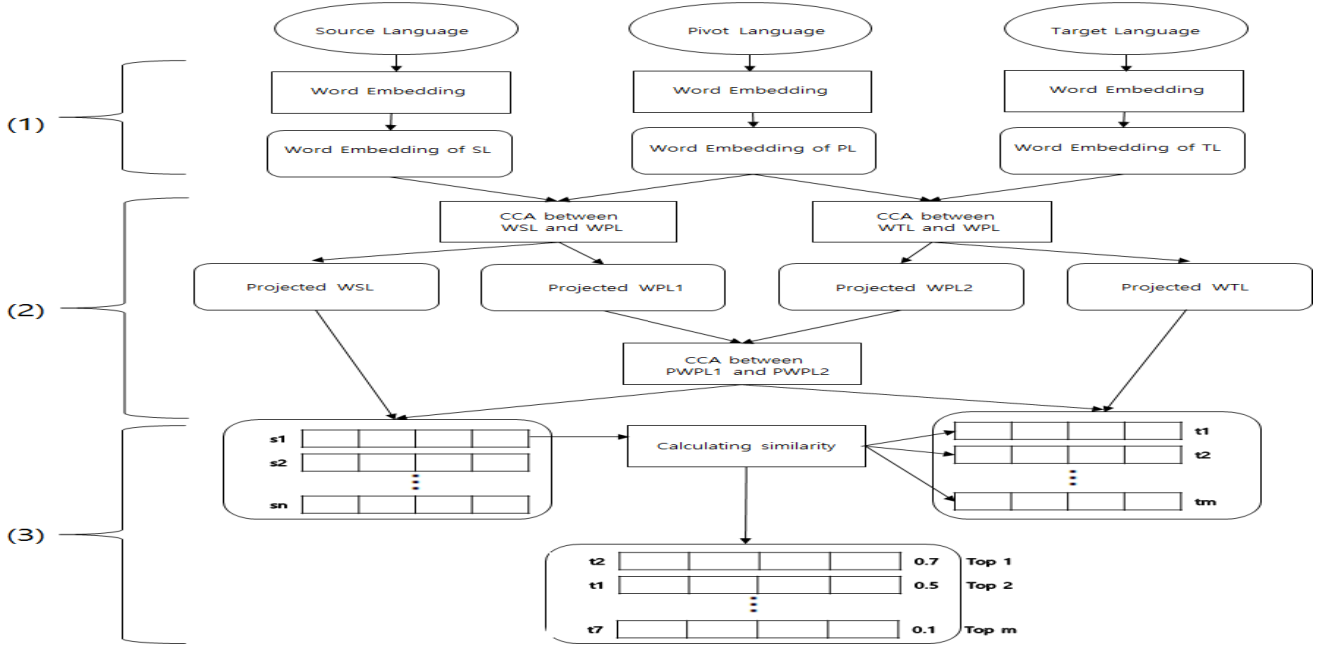 Source Language
Pivot Language
Target Language
(1)
Word Embedding
Word Embedding
Word Embedding
Word Embedding of SL
Word Embedding of PL
Word Embedding of TL
(2)
CCA between
WSL and WPL
CCA between
WTL and WPL
Projected WSL
Projected WPL1
Projected WPL2
Projected WTL
CCA between
PWPL1 and PWPL2
(3)
s1
s2
sn
Calculating similarity
t1
t2
tm
t2 0.7 Top 1
t1 0.5 Top 2
t7 0.1 Top m